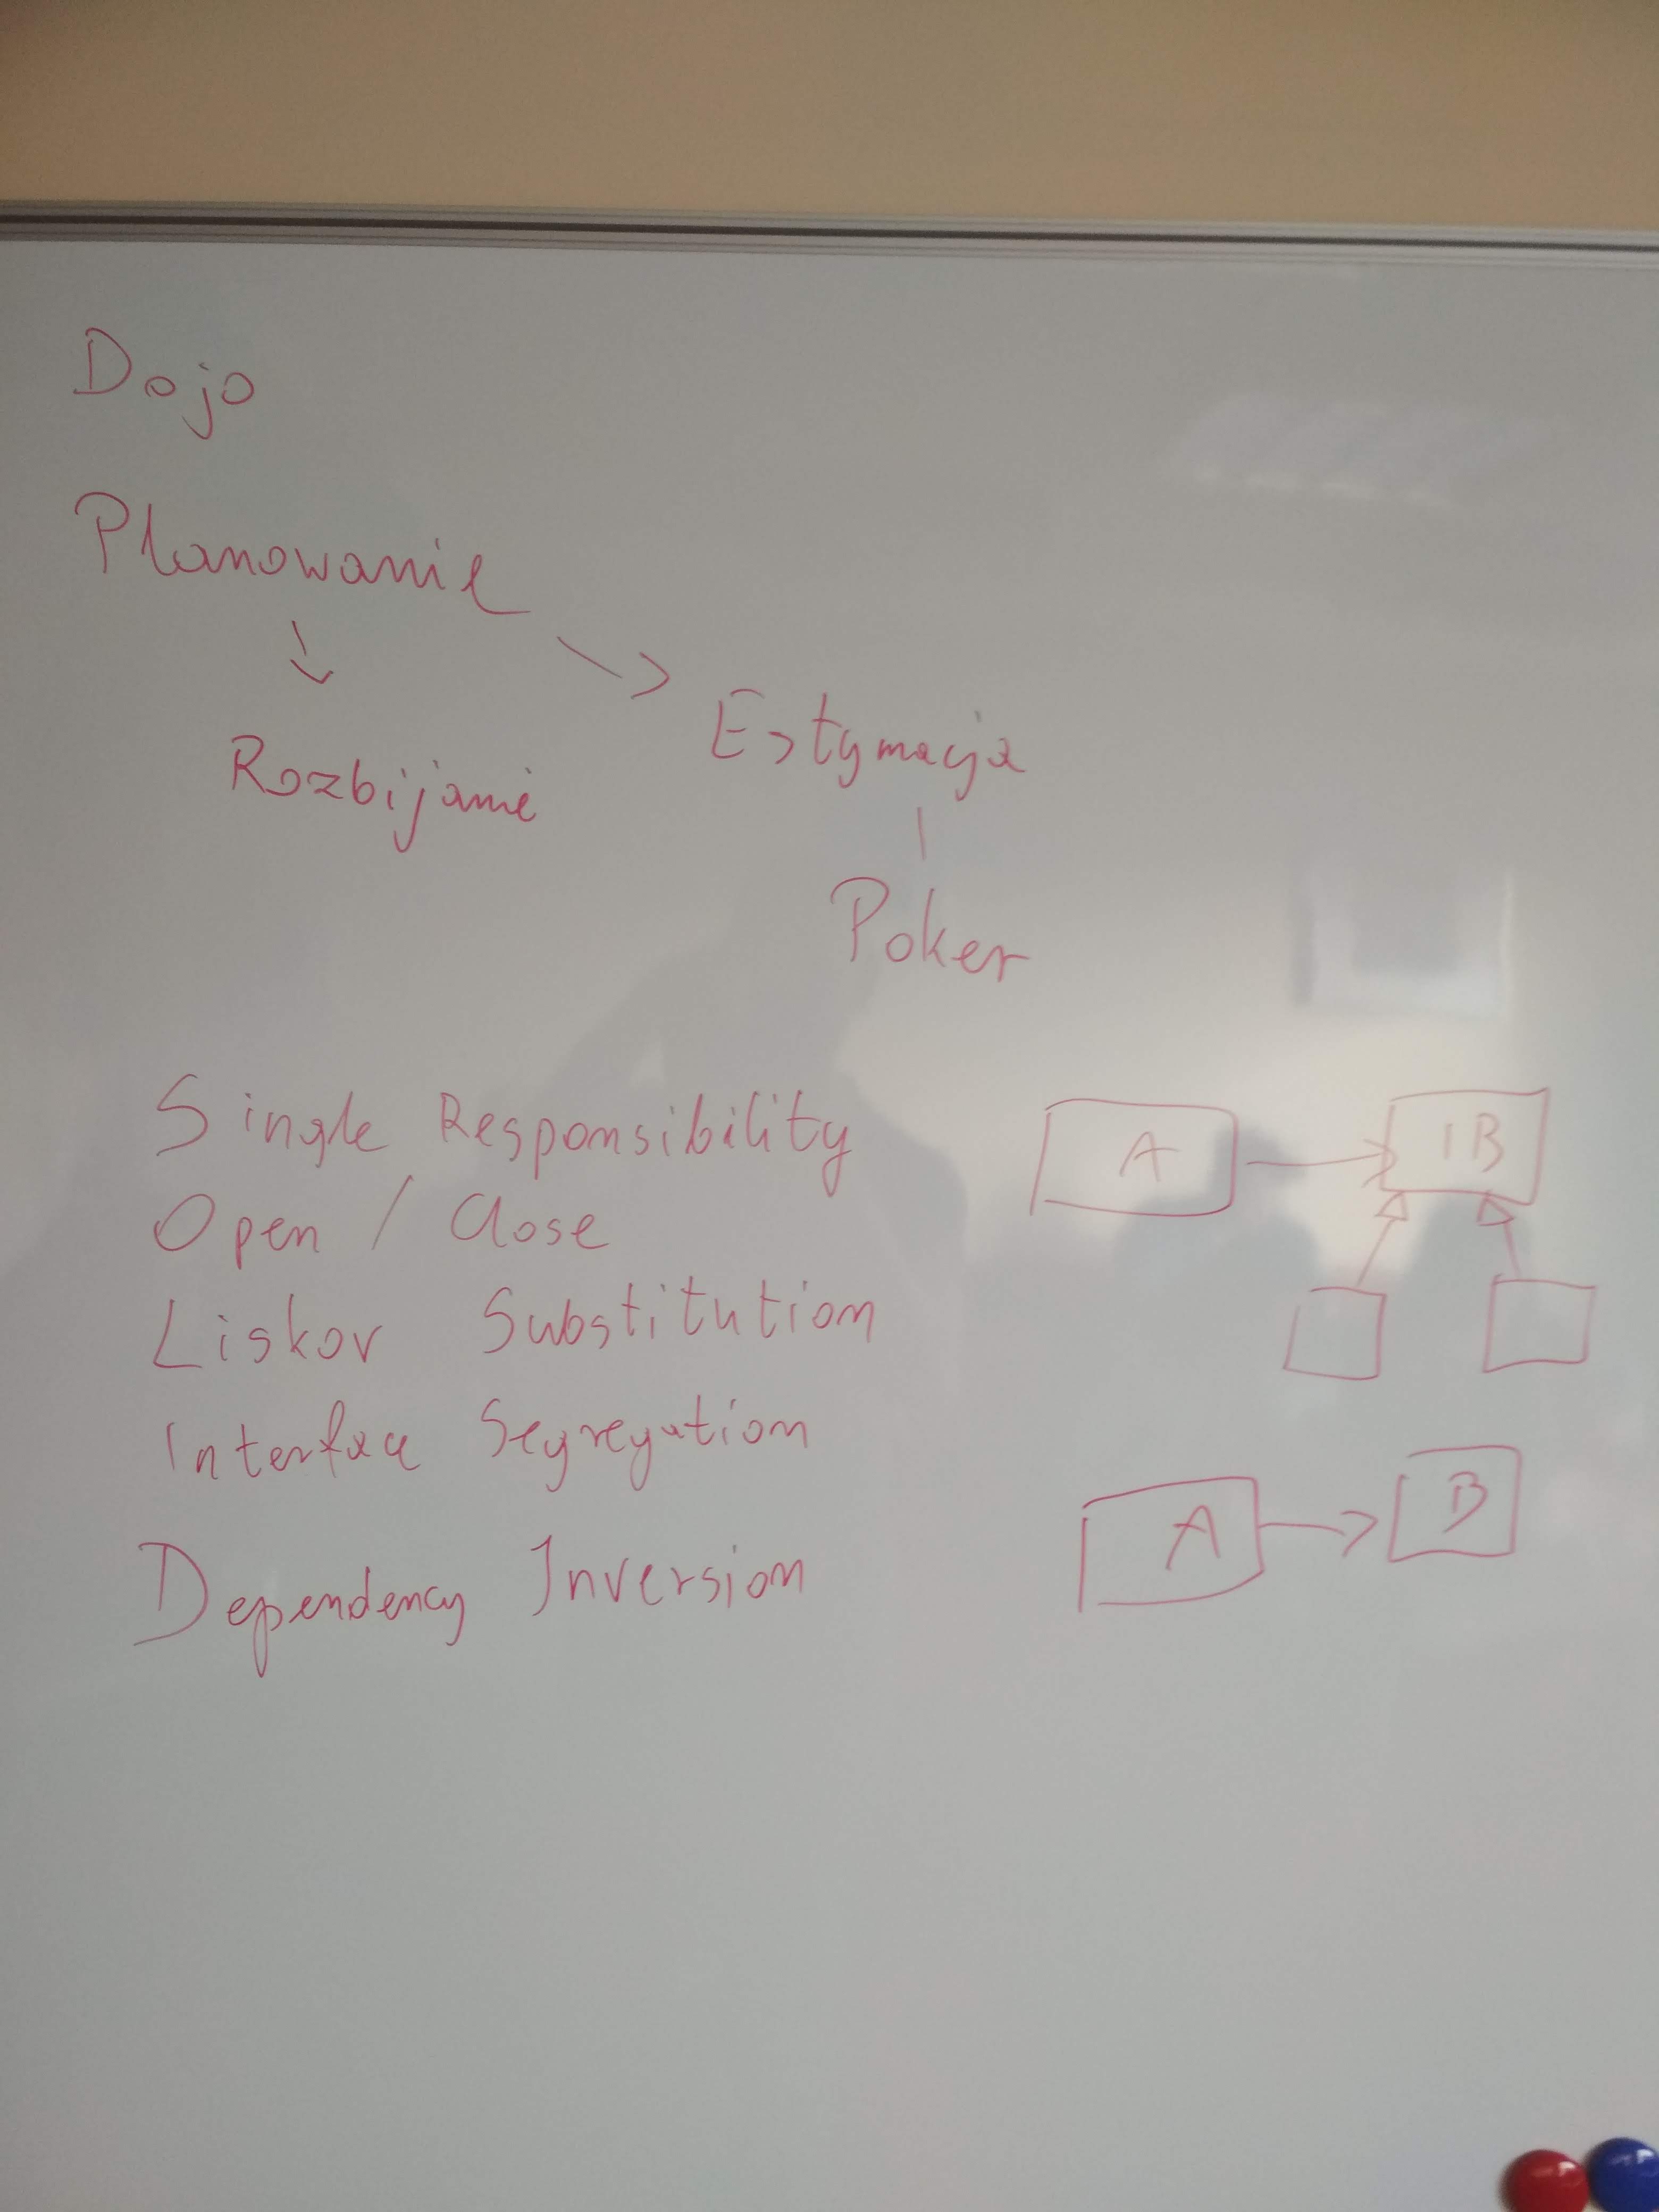 Dojo
Planowanie
Rozbijanie
Estymacja
Poker
Single Responsibility
Open / Close
Liskov Substitution
Interface Segregation
Dependency Inversion
A
IB
A
B